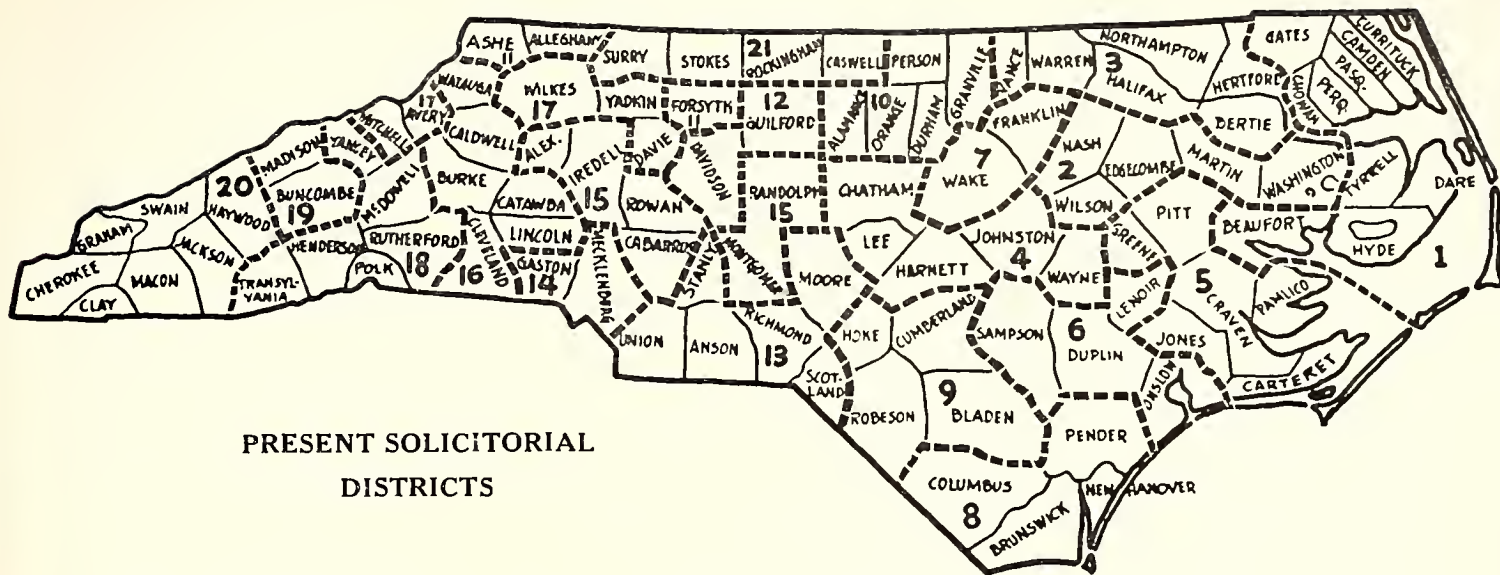 ASHE
11
ALLEGHANY
SURRY
STOKES
21
ROCKINGHAM
CASWELL
PERSON
GRANVILLE
VANCE
WARREN
NORTHAMPTON
3
HALIFAX
HERTFORD
GATES
CURRITUCK
CAMDEN
PASQ.
PERQ.
CHOWAN
WATAUGA
WILKES
17
YADKIN
FORSYTH
11
12
GUILFORD
ALAMANCE
10
ORANGE
DURHAM
FRANKLIN
NASH
2
EDGECOMBE
BERTIE
MARTIN
WASHINGTON
TYRRELL
DARE
17
AVERY
MITCHELL
CALDWELL
ALEX.
IREDELL
15
DAVIE
DAVIDSON
RANDOLPH
15
CHATHAM
7
WAKE
WILSON
PITT
BEAUFORT
HYDE
1
MADISON
YANCEY
BUNCOMBE
19
McDOWELL
BURKE
CATAWBA
ROWAN
20
HAYWOOD
SWAIN
GRAHAM
JACKSON
CHEROKEE
MACON
CLAY
TRANSYL-
VANIA
HENDERSON
RUTHERFORD
18
POLK
16
CLEVELAND
LINCOLN
GASTON
14
MECKLENBURG
CABARRUS
STANLY
MONTGOMERY
MOORE
LEE
HARNETT
JOHNSTON
4
WAYNE
GREENE
LENOIR
5
CRAVEN
PAMLICO
UNION
ANSON
RICHMOND
13
SCOT-
LAND
HOKE
CUMBERLAND
SAMPSON
6
DUPLIN
JONES
ONSLOW
CARTERET
ROBESON
9
BLADEN
PENDER
COLUMBUS
8
BRUNSWICK
NEW HANOVER
PRESENT SOLICITORIAL
DISTRICTS